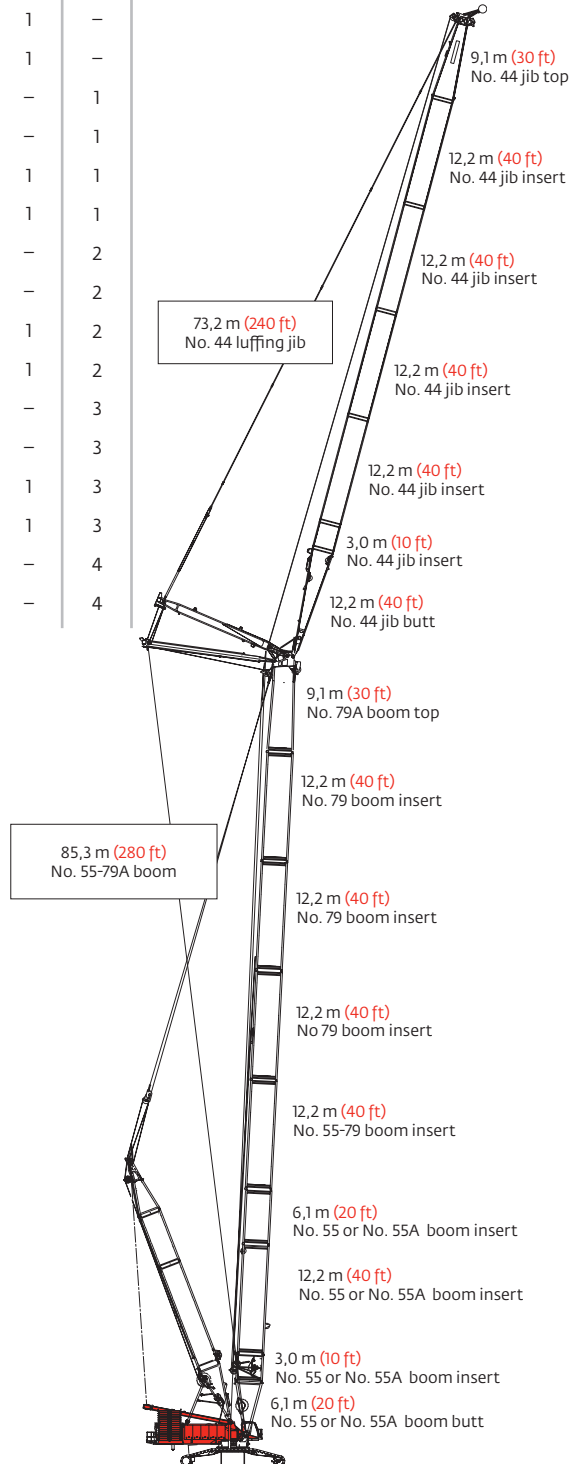 1 –
1 –
– 1
– 1
1 1
1 1
– 2
– 2
1 2
1 2
– 3
– 3
1 3
1 3
– 4
– 4
9,1 m (30 ft)
No. 44 jib top
12,2 m (40 ft)
No. 44 jib insert
12,2 m (40 ft)
No. 44 jib insert
73,2 m (240 ft)
No. 44 luffing jib
12,2 m (40 ft)
No. 44 jib insert
12,2 m (40 ft)
No. 44 jib insert
3,0 m (10 ft)
No. 44 jib insert
12,2 m (40 ft)
No. 44 jib butt
9,1 m (30 ft)
No. 79A boom top
12,2 m (40 ft)
No. 79 boom insert
85,3 m (280 ft)
No. 55-79A boom
12,2 m (40 ft)
No. 79 boom insert
12,2 m (40 ft)
No 79 boom insert
12,2 m (40 ft)
No. 55-79 boom insert
6,1 m (20 ft)
No. 55 or No. 55A boom insert
12,2 m (40 ft)
No. 55 or No. 55A boom insert
3,0 m (10 ft)
No. 55 or No. 55A boom insert
6,1 m (20 ft)
No. 55 or No. 55A boom butt